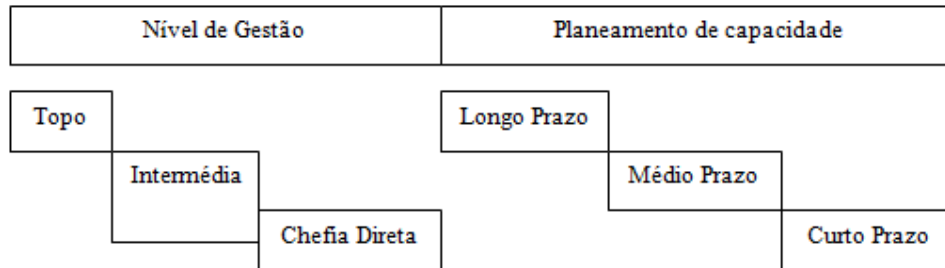 Nível de Gestão
Planeamento de capacidade
Topo
Longo Prazo
Intermédia
Médio Prazo
Chefia Direta
Curto Prazo